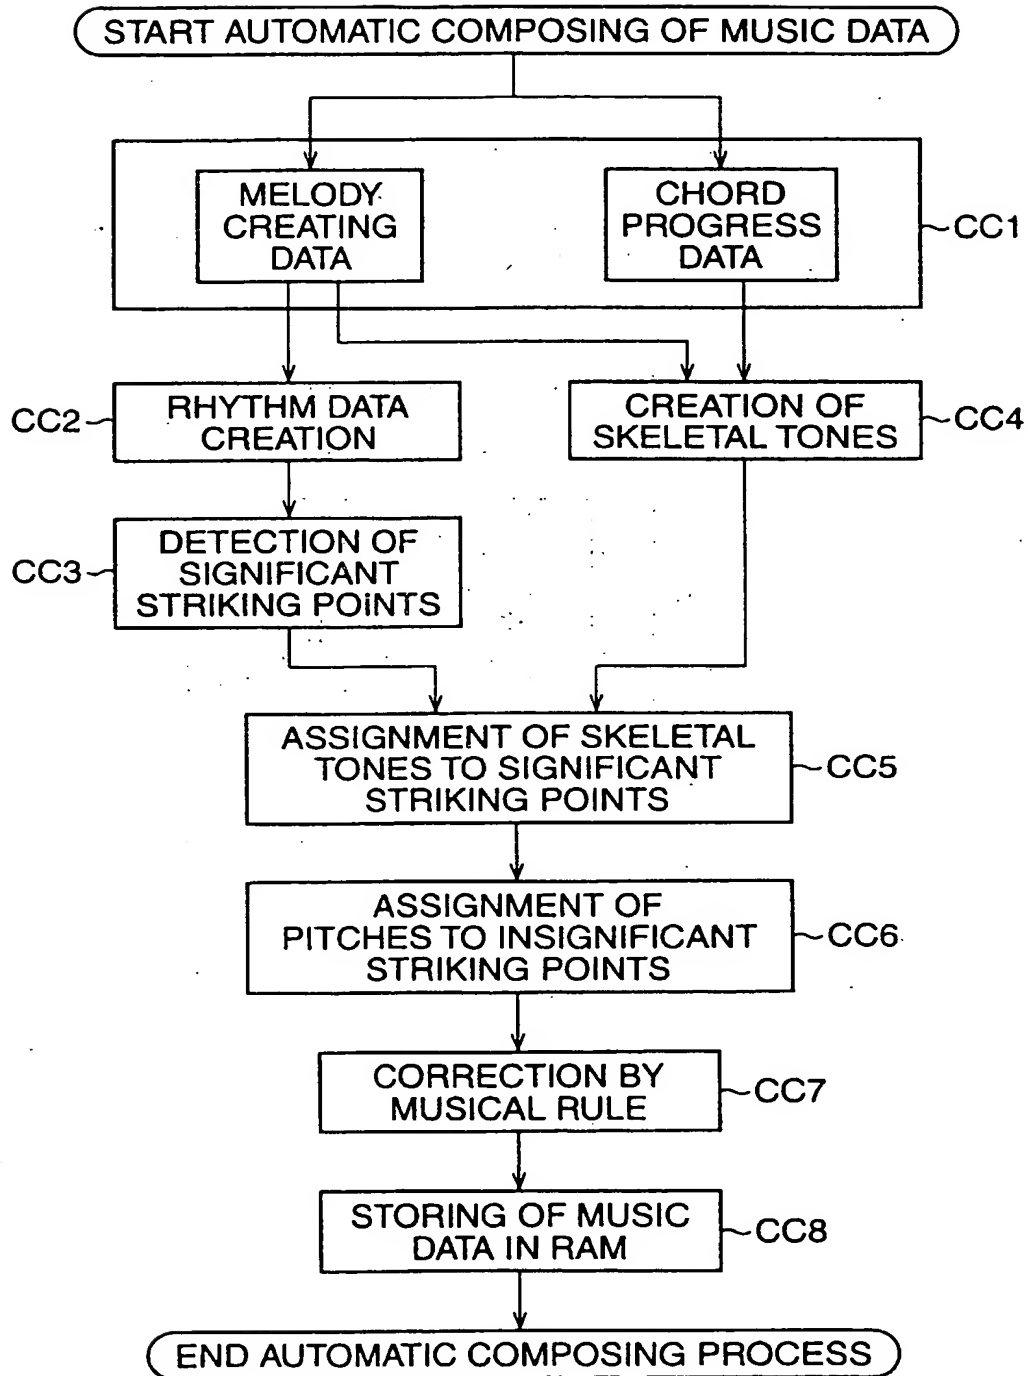 START AUTOMATIC COMPOSING OF MUSIC DATA
MELODY
CREATING
DATA
CHORD
PROGRESS
DATA
CC1
CC2
RHYTHM DATA
CREATION
CREATION OF
SKELETAL TONES
CC4
CC3
DETECTION OF
SIGNIFICANT
STRIKING POINTS
ASSIGNMENT OF SKELETAL
TONES TO SIGNIFICANT
STRIKING POINTS
CC5
ASSIGNMENT OF
PITCHES TO INSIGNIFICANT
STRIKING POINTS
CC6
CORRECTION BY
MUSICAL RULE
CC7
STORING OF MUSIC
DATA IN RAM
CC8
END AUTOMATIC COMPOSING PROCESS